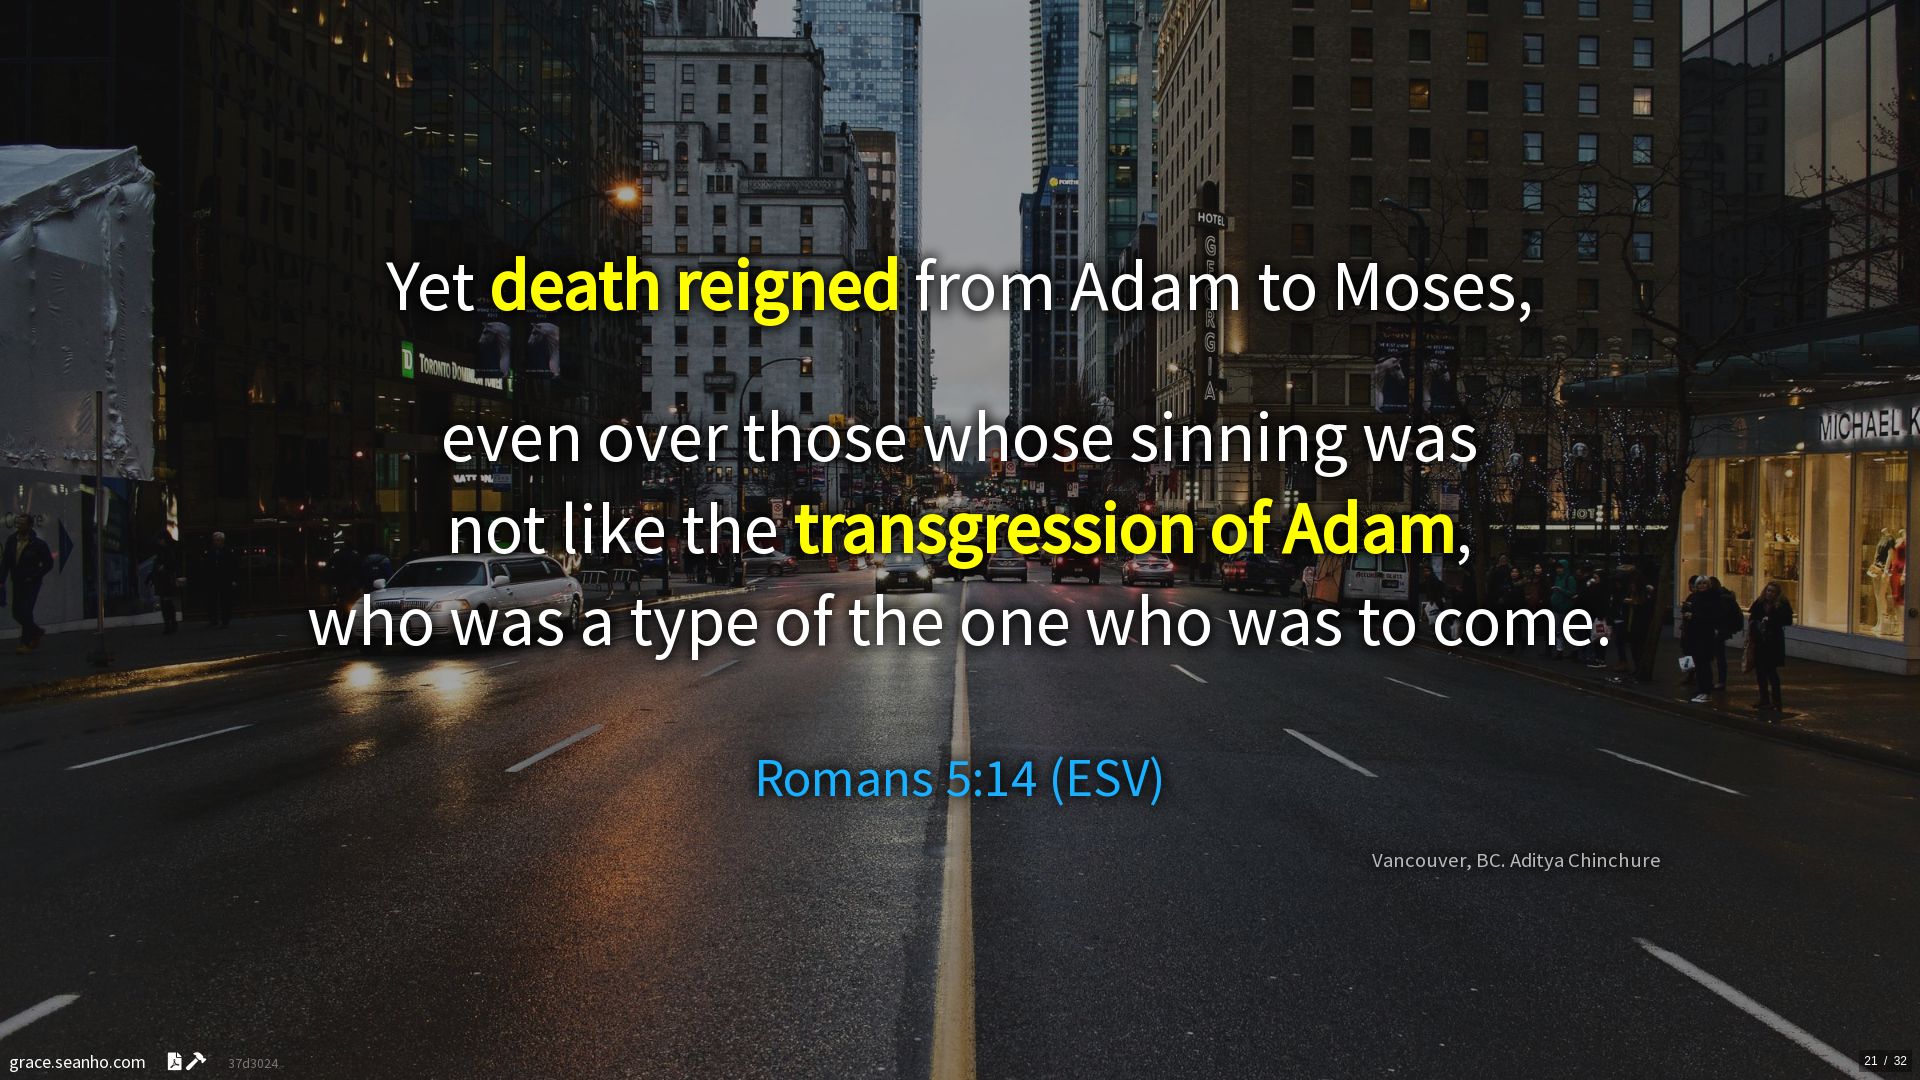 HOTEL
GEORGIA
Yet death reigned from Adam to Moses,
TORONTO DOMINION
MICHAEL K
even over those whose sinning was
not like the transgression of Adam,
who was a type of the one who was to come.
Romans 5:14 (ESV)
Vancouver, BC. Aditya Chinchure
grace.seanho.com
37d3024
21 / 32